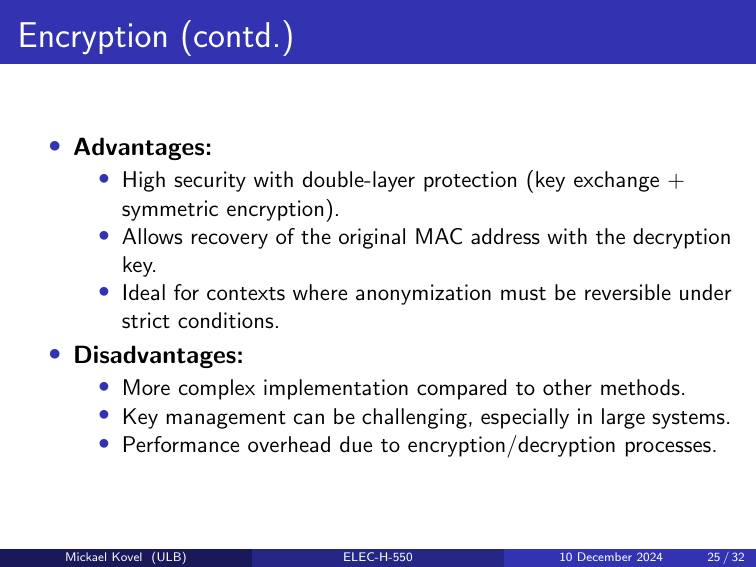 Encryption (contd.)
• Advantages:
• High security with double-layer protection (key exchange +
symmetric encryption).
• Allows recovery of the original MAC address with the decryption
key.
• Ideal for contexts where anonymization must be reversible under
strict conditions.
• Disadvantages:
• More complex implementation compared to other methods.
• Key management can be challenging, especially in large systems.
• Performance overhead due to encryption/decryption processes.
Mickael Kovel (ULB) ELEC-H-550 10 December 2024 25 / 32